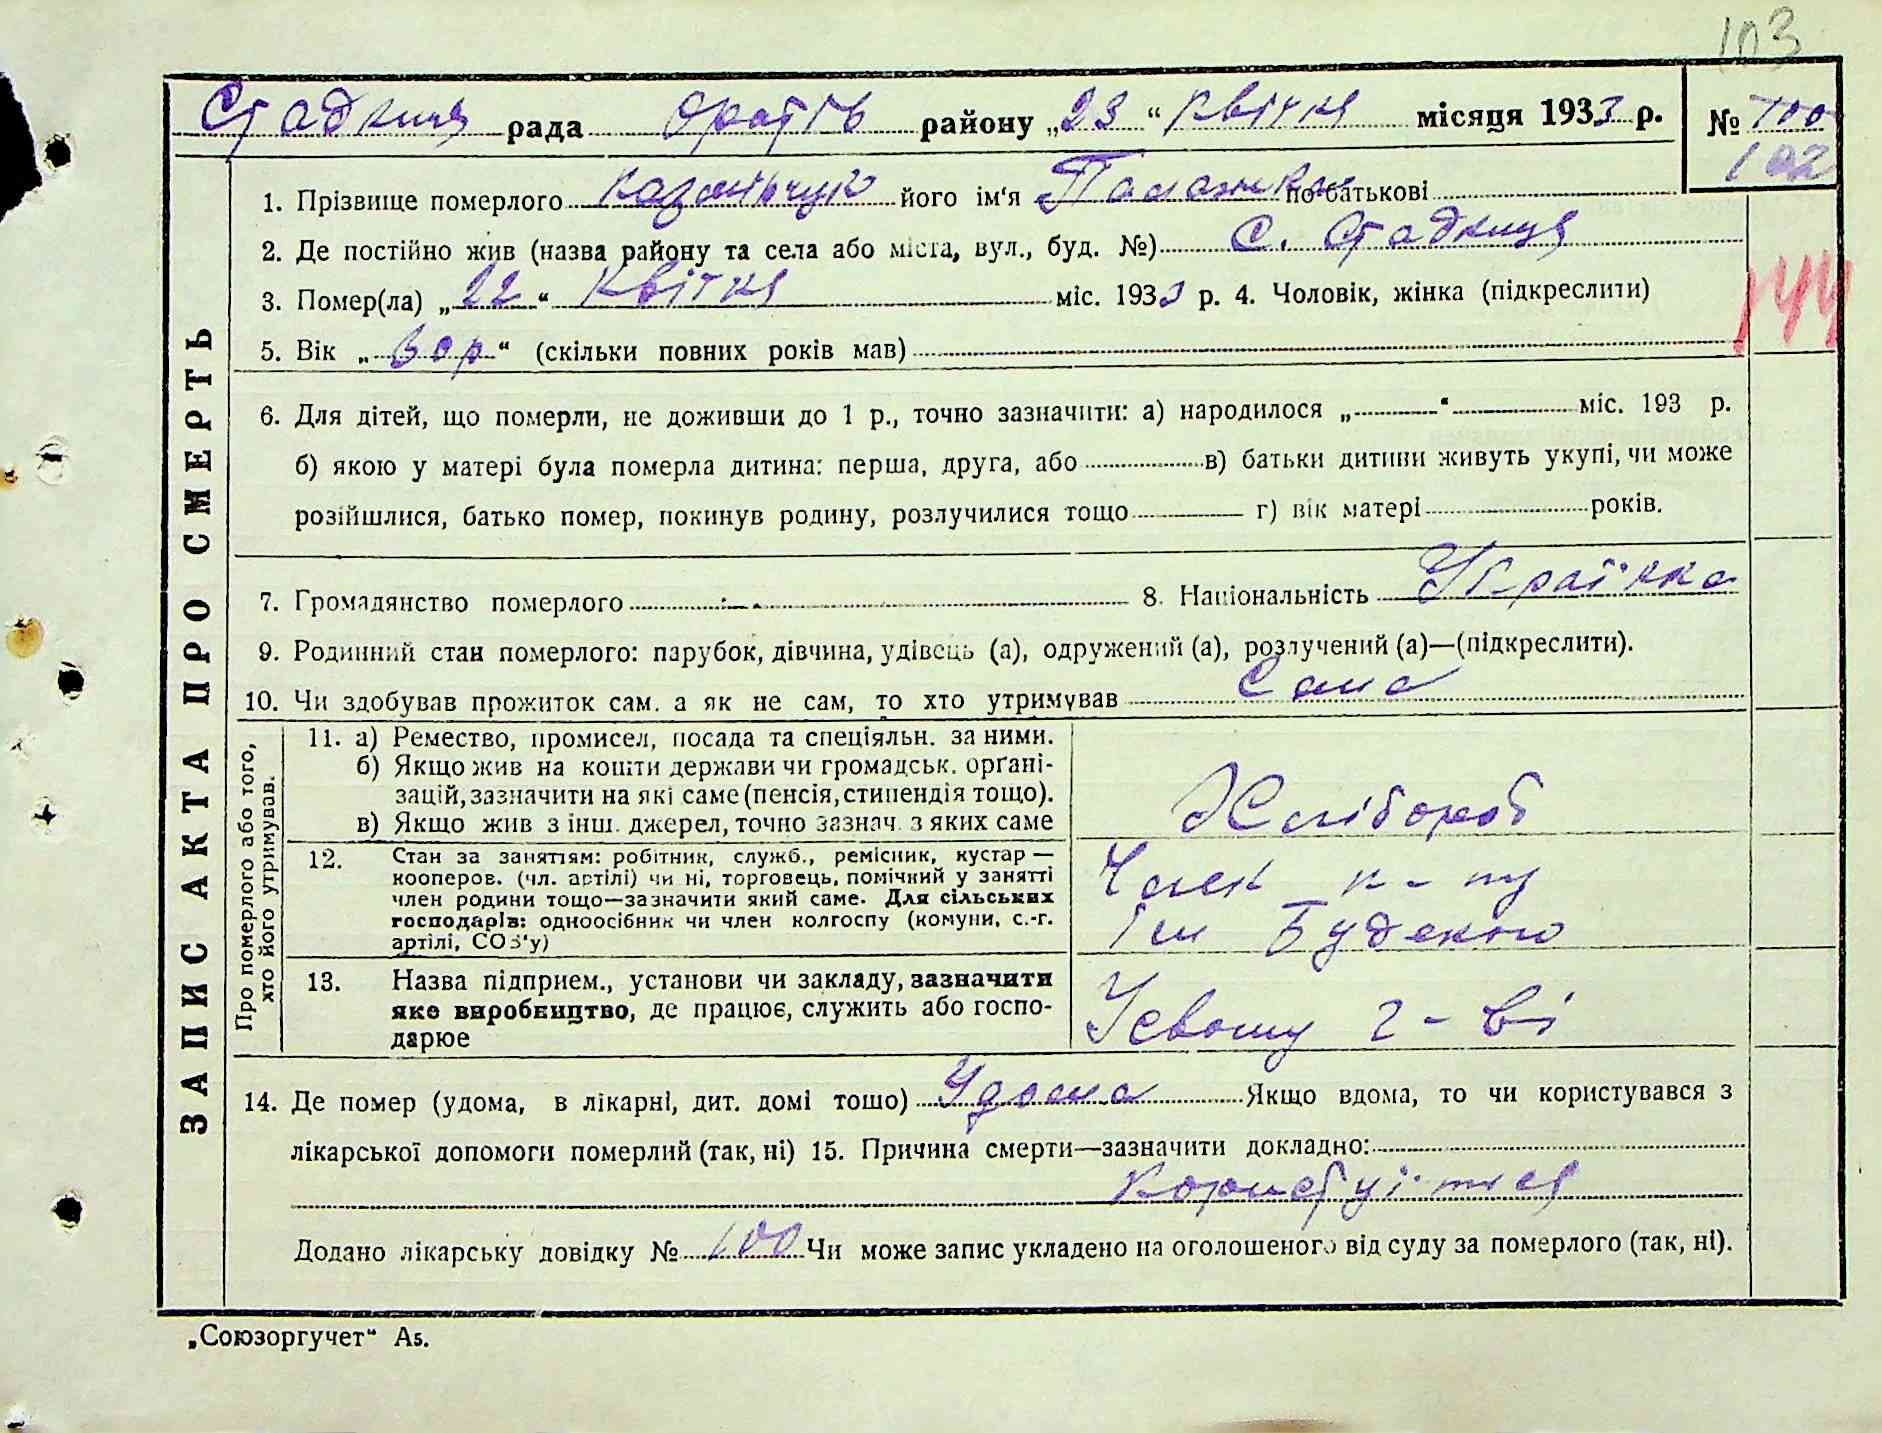 103
Стадниця рада Оратів району „23“ Квітня місяця 1933 р. № 100
102
ЗАПИС АКТА ПРО СМЕРТЬ
1. Прізвище померлого його ім‘я Палажка по батькові
2. Де постійно жив (назва району та села або міста, вул., буд. №) С. Стадниця
3. Помер(ла) „22“ Квітня міс. 1933 р. 4. Чоловік, жінка (підкреслити)
144
5. Вік „ р“ (скільки повних років мав)
6. Для дітей, що померли, не доживши до 1 р., точно зазначити: а) народилося „ “ міс. 193 р.
б) якою у матері була померла дитина: перша, друга, або в) батьки дитини живуть укупі, чи може
розійшлися, батько помер, покинув родину, розлучилися тощо г) вік матері років.
7. Громадянство померлого 8. Національність Украінка
9. Родинний стан померлого: парубок, дівчина, удівець (а), одружений (а), розлучений (а)—(підкреслити).
10. Чи здобував прожиток сам. а як не сам, то хто утримував Сама
Про померлого або того,
хто його утримував.
11. а) Ремество, промисел, посада та спеціяльн. за ними.
б) Якщо жив на кошти держави чи громадськ. орґані-
зацій, зазначити на які саме (пенсія, стипендія тощо).
в) Якщо жив з інш. джерел, точно зазнач. з яких саме
Хлібороб
12. Стан за занятіям: робітник, служб., ремісник, кустар —
кооперов. (чл. артілі) чи ні, торговець, помічний у занятті
член родини тощо—зазначити який саме. Для сільських
господарів: одноосібник чи член колгоспу (комуни, с.-г.
артілі, СОЗ‘у)
Член к-пу
Ім Будьоного
13. Назва підприєм., установи чи закладу, зазначити
яке виробництво, де працює, служить або госпо-
дарює
г-ві
14. Де помер (удома, в лікарні, дит. домі тощо) Удома Якщо вдома, то чи користувався з
лікарської допомоги померлий (так, ні) 15. Причина смерти—зазначити докладно:
Додано лікарську довідку № 100 Чи може запис укладено на оголошеного від суду за померлого (так, ні).
„Союзоргучет“ А5.